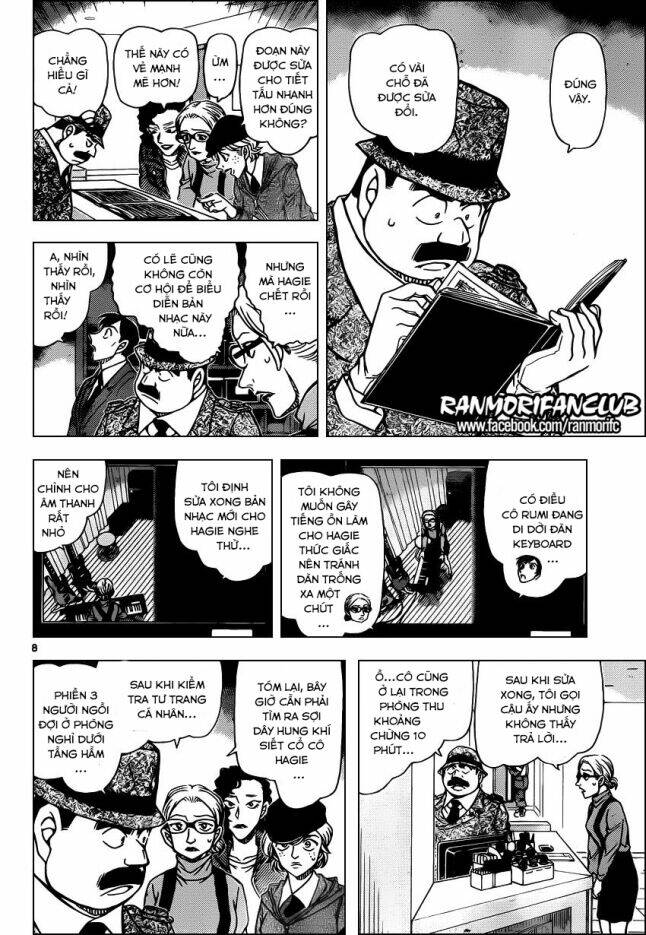 ĐÚNG
VẬY.
CÓ VÀI
CHỖ ĐÃ
ĐƯỢC SỬA
ĐỔI.
RANMORIFANCLUB
www.facebook.com/ranmorifc
ĐOẠN NÀY
ĐƯỢC SỬA
CHO TIẾT
TẤU NHANH
HƠN ĐÚNG
KHÔNG?
ỪM
...
THẾ NÀY CÓ
VẺ MẠNH
MẼ HƠN!
CHẲNG
HIỂU GÌ
CẢ!
NHƯNG
MÀ HAGIE
CHẾT RỒI
...
CÓ LẼ CŨNG
KHÔNG CÒN
CƠ HỘI ĐỂ BIỂU
DIỄN BẢN
NHẠC NÀY
NỮA...
A, NHÌN
THẤY RỒI,
NHÌN
THẤY
RỒI!
CÓ ĐIỀU
CÔ RUMI ĐANG
DI DỜI ĐÀN
KEYBOARD
...
TÔI KHÔNG
MUỐN GÂY
TIẾNG ỒN LÀM
CHO HAGIE
THỨC GIẤC
NÊN TRÁNH
DÀN TRỐNG
XA MỘT
CHÚT
...
TÔI ĐỊNH
SỬA XONG BẢN
NHẠC MỚI CHO
HAGIE NGHE
THỬ...
NÊN
CHỈNH CHO
ÂM THANH
RẤT
NHỎ
8
SAU KHI SỬA
XONG, TÔI GỌI
CẬU ẤY NHƯNG
KHÔNG THẤY
TRẢ LỜI...
Ồ...CÔ CŨNG
Ở LẠI TRONG
PHÒNG THU
KHOẢNG
CHỪNG 10
PHÚT...
TÓM LẠI, BÂY
GIỜ CẦN PHẢI
TÌM RA SỢI
DÂY HUNG KHÍ
SIẾT CỔ CÔ
HAGIE
...
SAU KHI KIỂM
TRA TƯ TRANG
CÁ NHÂN...
PHIỀN 3
NGƯỜI NGỒI
ĐỢI Ở PHÒNG
NGHỈ DƯỚI
TẦNG HẦM
...